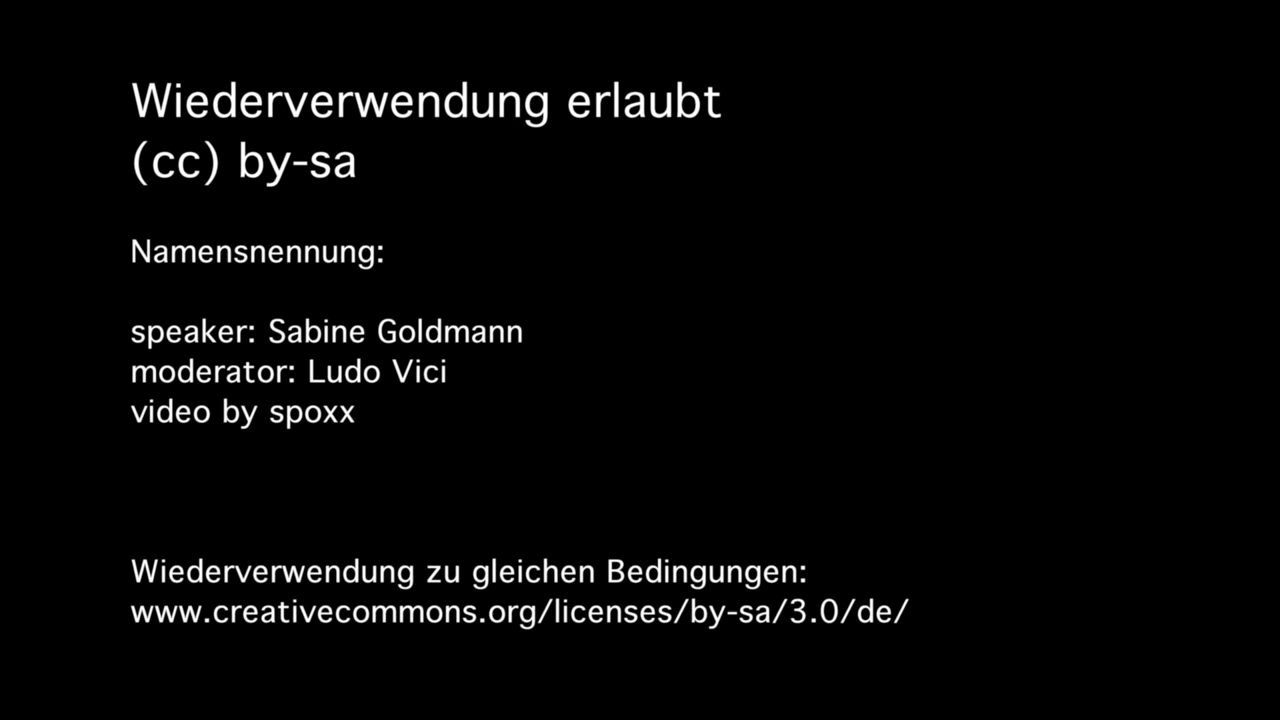 Wiederverwendung erlaubt
(cc) by-sa
Namensnennung:
speaker: Sabine Goldmann
moderator: Ludo Vici
video by spoxx
Wiederverwendung zu gleichen Bedingungen:
www.creativecommons.org/licenses/by-sa/3.0/de/